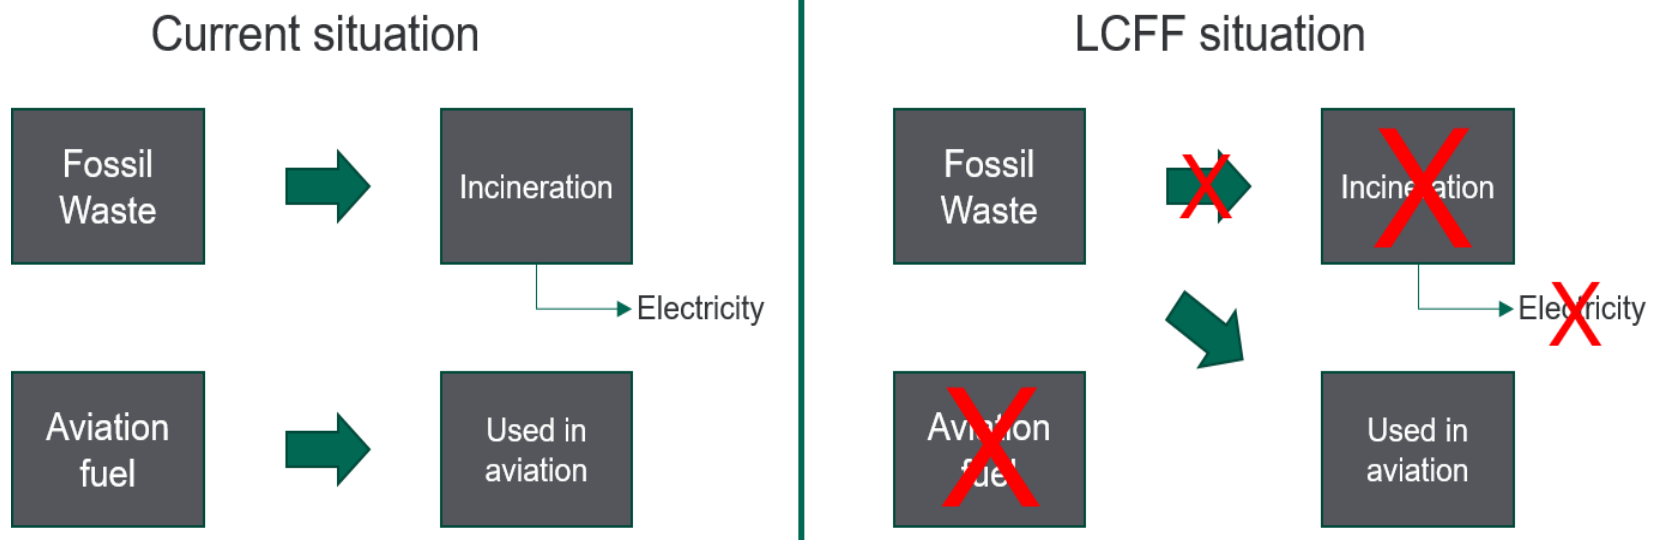 Current situation
Fossil
Waste
Incineration
Electricity
Aviation
fuel
Used in
aviation
LCFF situation
Fossil
Waste
X
Incineration
X
Electricity
X
Aviation
fuel
X
Used in
aviation